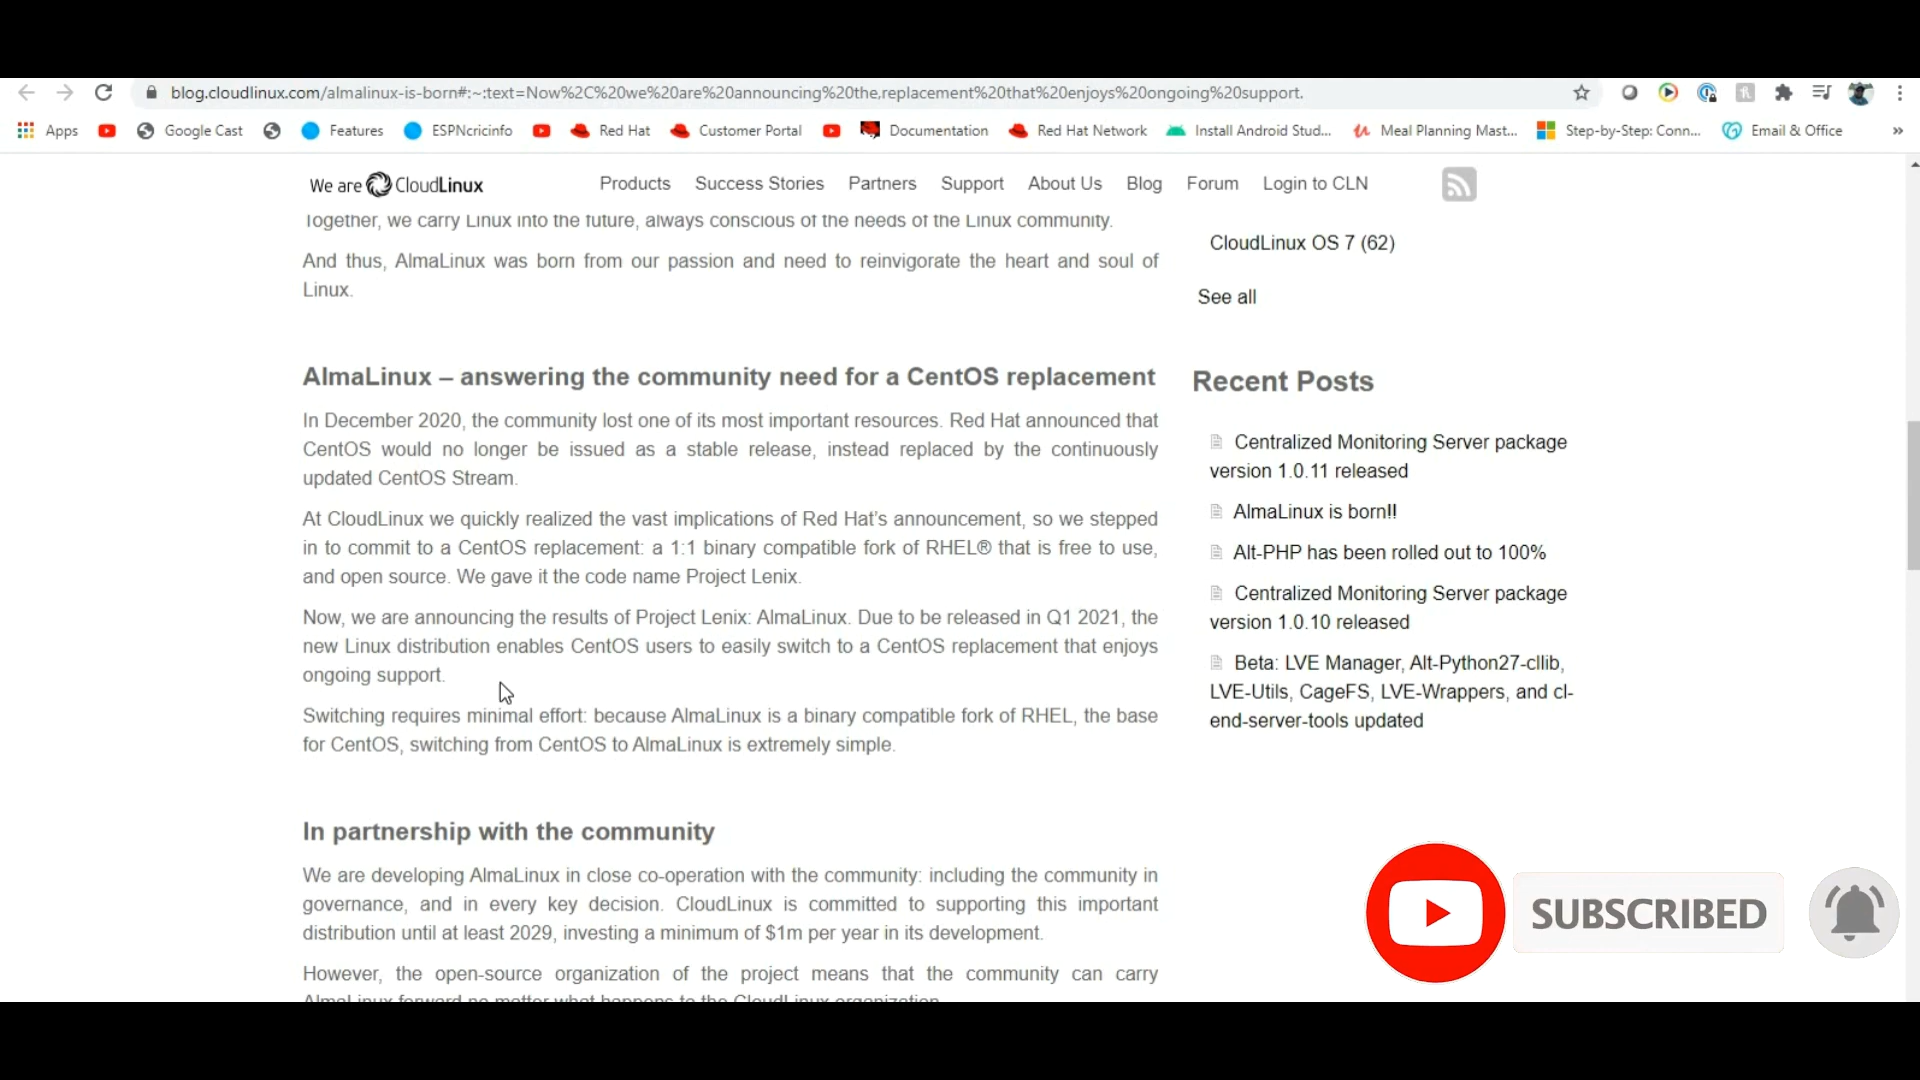 blog.cloudlinux.com/almalinux-is-born#:~:text=Now%2C%20we%20are%20announcing%20the,replacement%20that%20enjoys%20ongoing%20support.
Apps Google Cast Features ESPNcricinfo Red Hat Customer Portal Documentation Red Hat Network Install Android Stud... Meal Planning Mast... Step-by-Step: Conn... Email & Office »
We are CloudLinux Products Success Stories Partners Support About Us Blog Forum Login to CLN
Together, we carry Linux into the future, always conscious of the needs of the Linux community.
And thus, AlmaLinux was born from our passion and need to reinvigorate the heart and soul of
Linux.
AlmaLinux – answering the community need for a CentOS replacement
In December 2020, the community lost one of its most important resources. Red Hat announced that
CentOS would no longer be issued as a stable release, instead replaced by the continuously
updated CentOS Stream.
At CloudLinux we quickly realized the vast implications of Red Hat's announcement, so we stepped
in to commit to a CentOS replacement: a 1:1 binary compatible fork of RHEL® that is free to use,
and open source. We gave it the code name Project Lenix.
Now, we are announcing the results of Project Lenix: AlmaLinux. Due to be released in Q1 2021, the
new Linux distribution enables CentOS users to easily switch to a CentOS replacement that enjoys
ongoing support.
Switching requires minimal effort: because AlmaLinux is a binary compatible fork of RHEL, the base
for CentOS, switching from CentOS to AlmaLinux is extremely simple.
In partnership with the community
We are developing AlmaLinux in close co-operation with the community: including the community in
governance, and in every key decision. CloudLinux is committed to supporting this important
distribution until at least 2029, investing a minimum of $1m per year in its development.
However, the open-source organization of the project means that the community can carry
AlmaLinux forward no matter what happens to the CloudLinux organization.
CloudLinux OS 7 (62)
See all
Recent Posts
Centralized Monitoring Server package
version 1.0.11 released
AlmaLinux is born!!
Alt-PHP has been rolled out to 100%
Centralized Monitoring Server package
version 1.0.10 released
Beta: LVE Manager, Alt-Python27-cllib,
LVE-Utils, CageFS, LVE-Wrappers, and cl-
end-server-tools updated
SUBSCRIBED